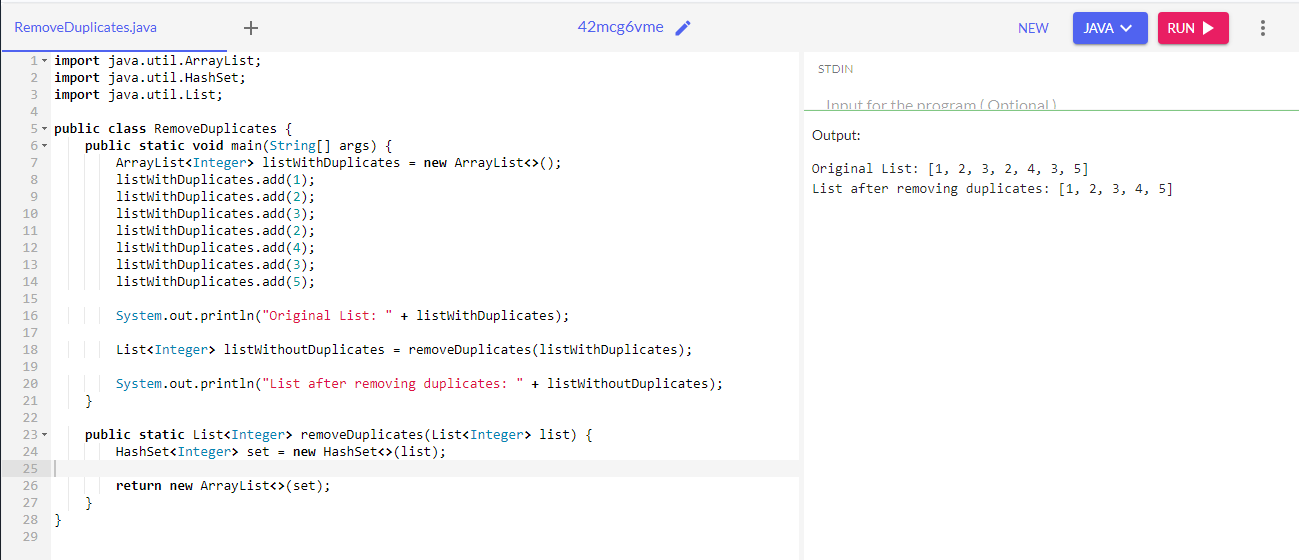 RemoveDuplicates.java + 42mcg6vme NEW JAVA RUN
1 import java.util.ArrayList;
2 import java.util.HashSet;
3 import java.util.List;
4
5 public class RemoveDuplicates {
6 public static void main(String[] args) {
7 ArrayList<Integer> listWithDuplicates = new ArrayList<>();
8 listWithDuplicates.add(1);
9 listWithDuplicates.add(2);
10 listWithDuplicates.add(3);
11 listWithDuplicates.add(2);
12 listWithDuplicates.add(4);
13 listWithDuplicates.add(3);
14 listWithDuplicates.add(5);
15
16 System.out.println("Original List: " + listWithDuplicates);
17
18 List<Integer> listWithoutDuplicates = removeDuplicates(listWithDuplicates);
19
20 System.out.println("List after removing duplicates: " + listWithoutDuplicates);
21 }
22
23 public static List<Integer> removeDuplicates(List<Integer> list) {
24 HashSet<Integer> set = new HashSet<>(list);
25
26 return new ArrayList<>(set);
27 }
28 }
29
STDIN
Input for the program ( Optional )
Output:
Original List: [1, 2, 3, 2, 4, 3, 5]
List after removing duplicates: [1, 2, 3, 4, 5]